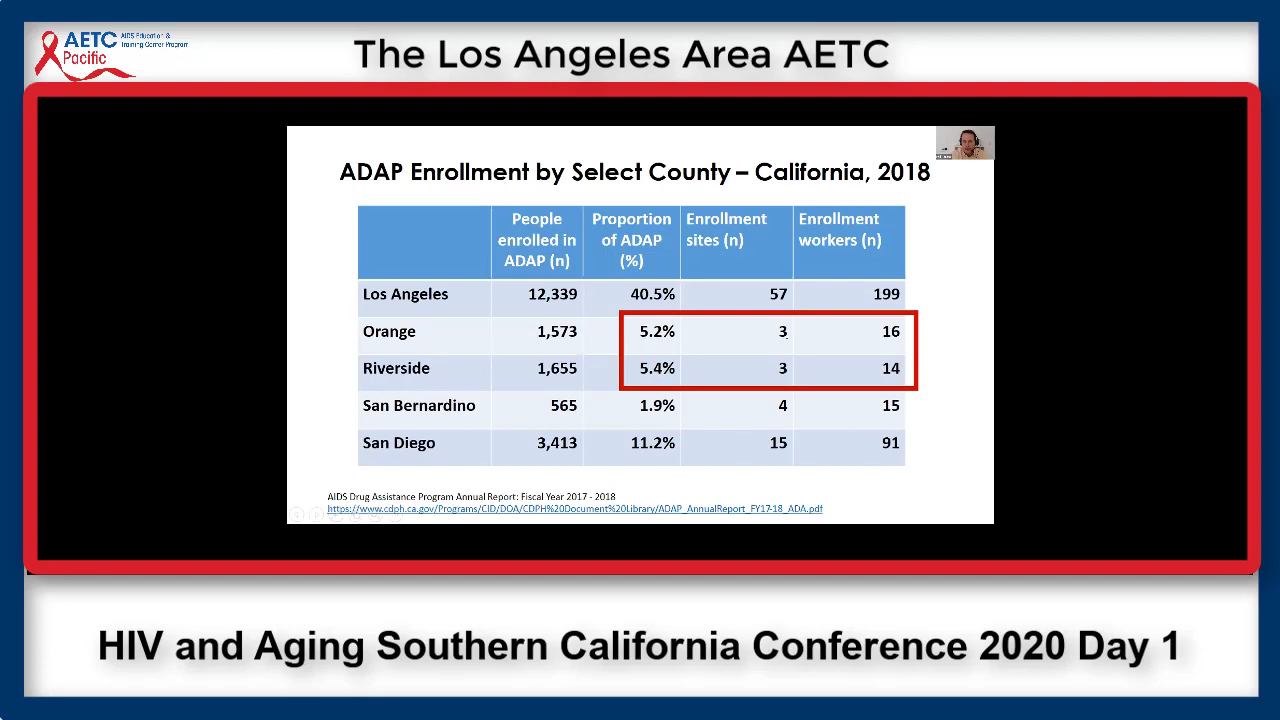 AETC AIDS Education &
Training Center Program
Pacific
The Los Angeles Area AETC
ADAP Enrollment by Select County – California, 2018
People enrolled in ADAP (n) Proportion of ADAP (%) Enrollment sites (n) Enrollment workers (n)
Los Angeles 12,339 40.5% 57 199
Orange 1,573 5.2% 3 16
Riverside 1,655 5.4% 3 14
San Bernardino 565 1.9% 4 15
San Diego 3,413 11.2% 15 91
AIDS Drug Assistance Program Annual Report: Fiscal Year 2017 - 2018
https://www.cdph.ca.gov/Programs/CID/DOA/CDPH%20Document%20Library/ADAP_AnnualReport_FY17-18_ADA.pdf
HIV and Aging Southern California Conference 2020 Day 1